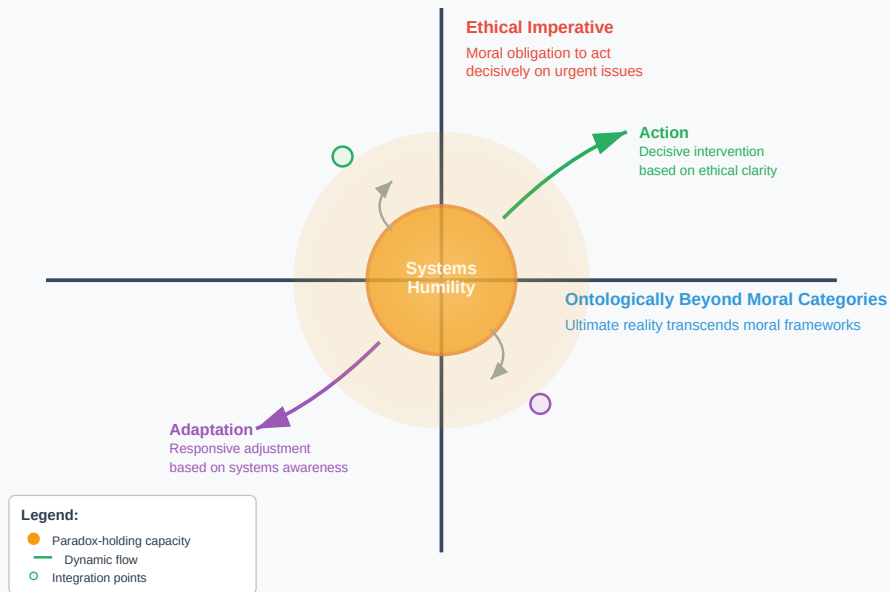 Ethical Imperative
Moral obligation to act
decisively on urgent issues
Action
Decisive intervention
based on ethical clarity
Systems
Humility
Ontologically Beyond Moral Categories
Ultimate reality transcends moral frameworks
Adaptation
Responsive adjustment
based on systems awareness
Legend:
Paradox-holding capacity
Dynamic flow
Integration points